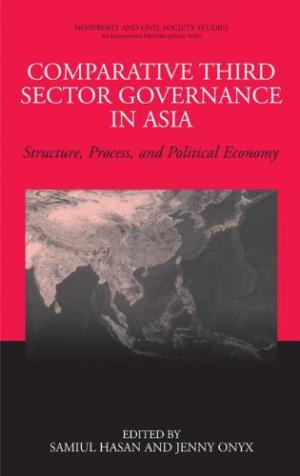 NONPROFIT AND CIVIL SOCIETY STUDIES
An International Multidisciplinary Series
COMPARATIVE THIRD
SECTOR GOVERNANCE
IN ASIA
Structure, Process, and Political Economy
EDITED BY
SAMIUL HASAN AND JENNY ONYX